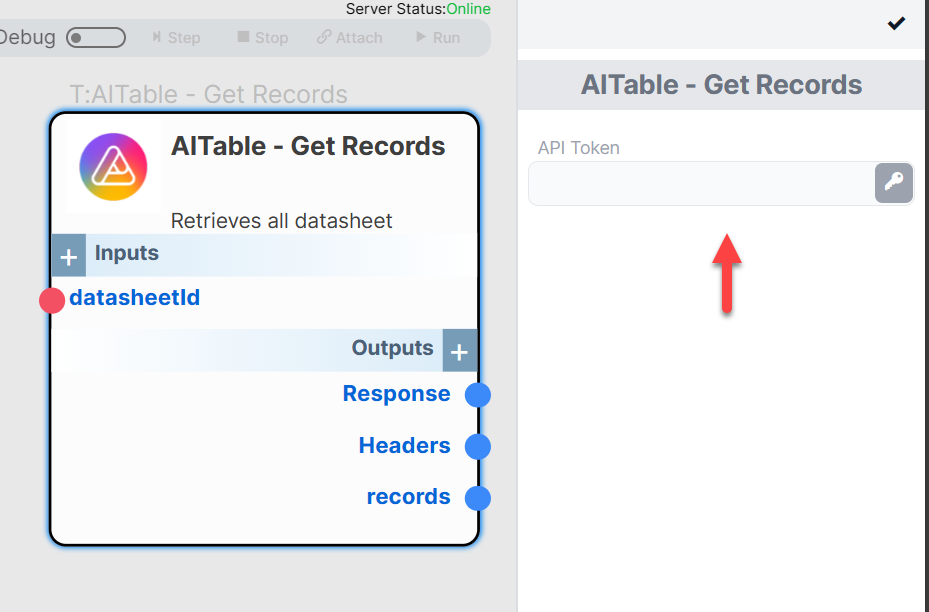 Server Status:Online
Debug Step Stop Attach Run
T:AITable - Get Records
AITable - Get Records
Retrieves all datasheet
+ Inputs
datasheetId
Outputs +
Response
Headers
records
AITable - Get Records
API Token